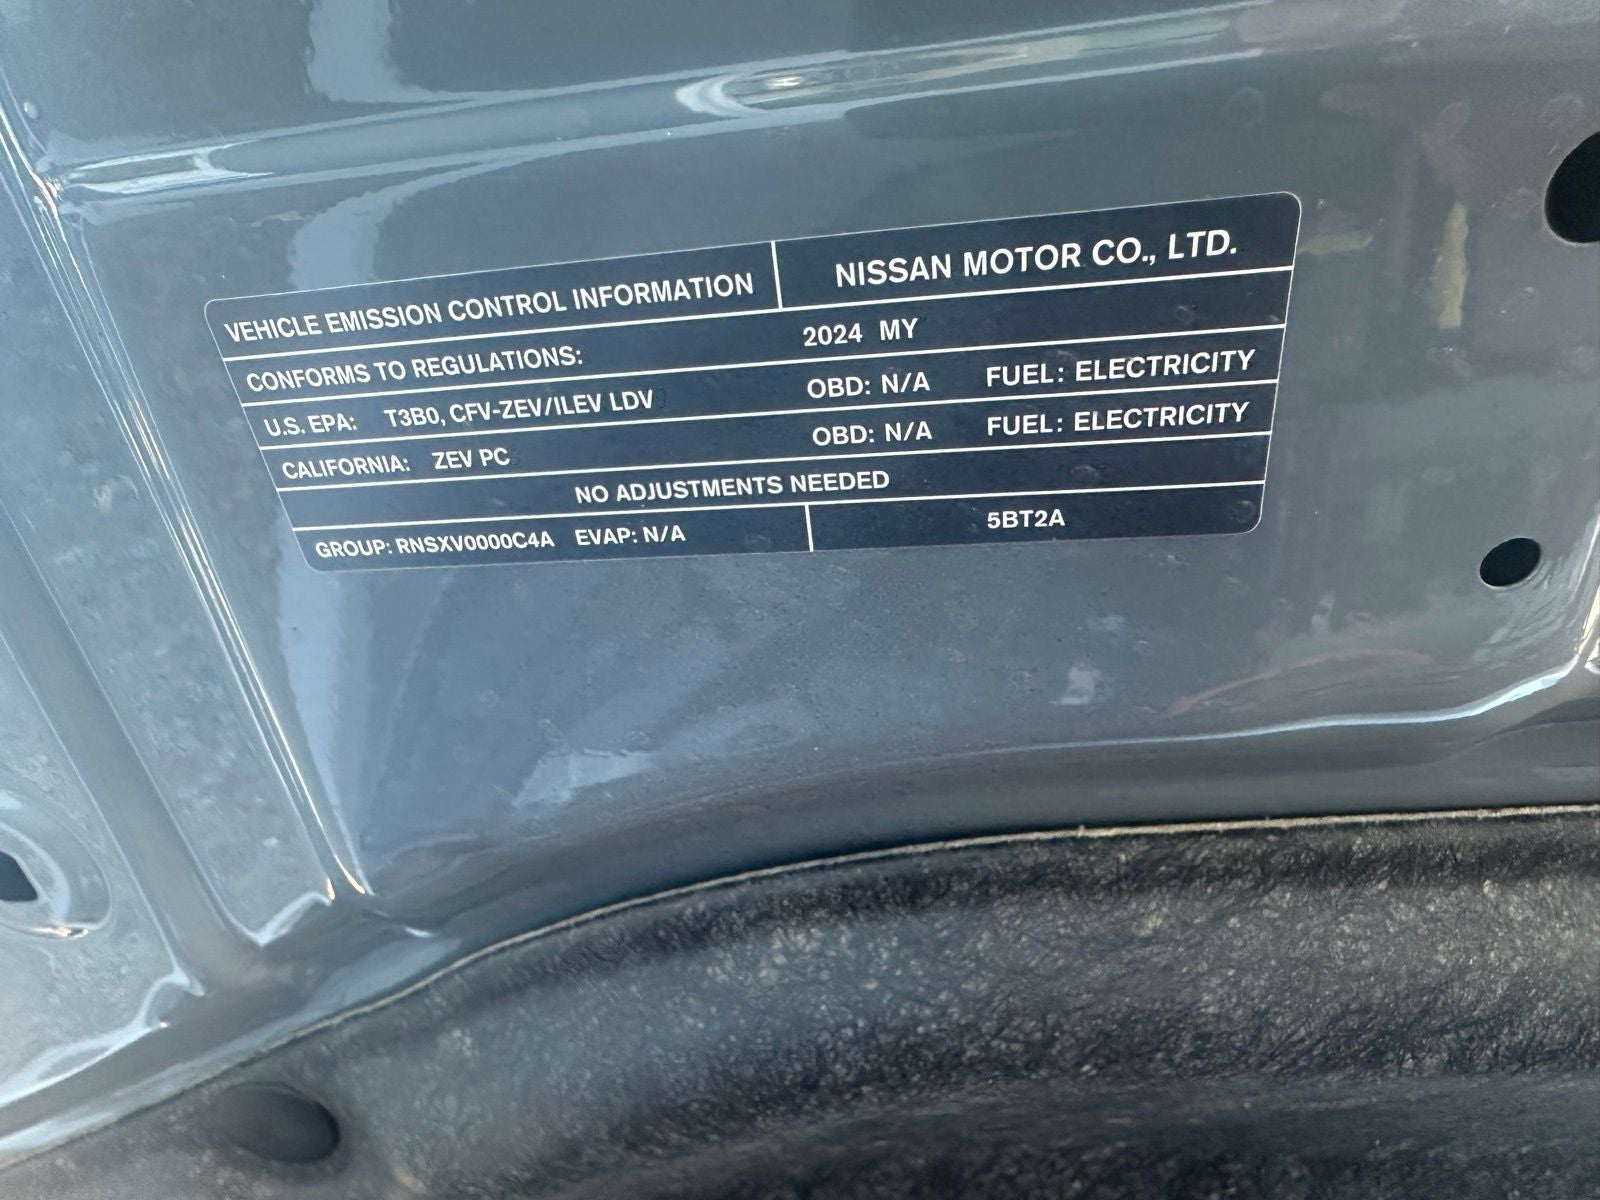 VEHICLE EMISSION CONTROL INFORMATION NISSAN MOTOR CO., LTD.
CONFORMS TO REGULATIONS: 2024 MY
U.S. EPA: T3B0, CFV-ZEV/ILEV LDV OBD: N/A FUEL: ELECTRICITY
CALIFORNIA: ZEV PC OBD: N/A FUEL: ELECTRICITY
NO ADJUSTMENTS NEEDED
GROUP: RNSXV0000C4A EVAP: N/A 5BT2A